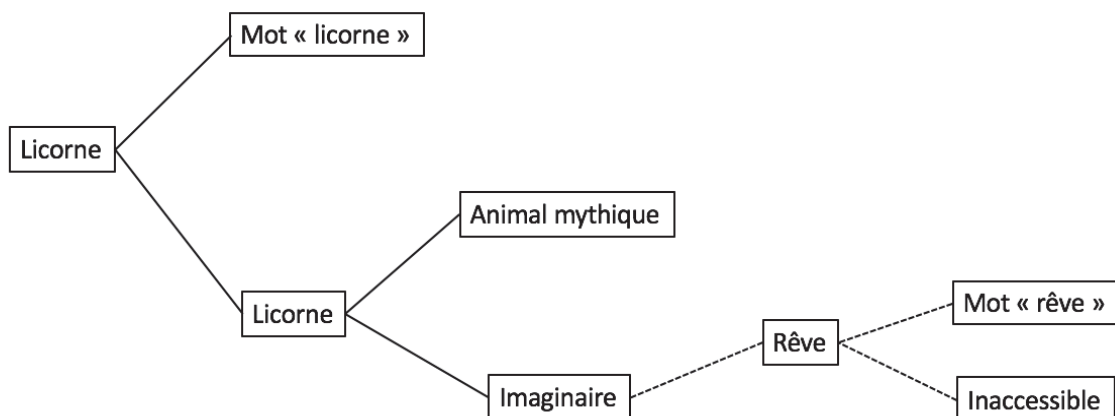 Mot « licorne »
Licorne
Animal mythique
Licorne
Mot « rêve »
Rêve
Imaginaire
Inaccessible